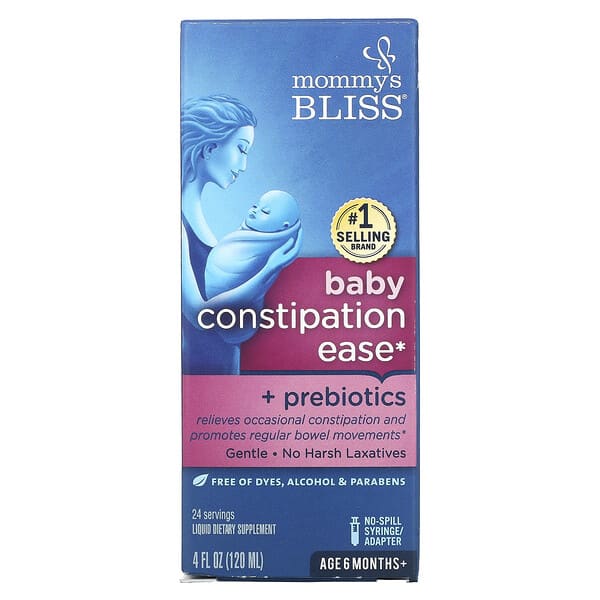 mommy's
BLISS®
#1
SELLING
BRAND
baby
constipation
ease*
+ prebiotics
relieves occasional constipation and
promotes regular bowel movements*
Gentle • No Harsh Laxatives
FREE OF DYES, ALCOHOL & PARABENS
24 servings
LIQUID DIETARY SUPPLEMENT
4 FL OZ (120 ML)
NO-SPILL
SYRINGE/
ADAPTER
AGE 6 MONTHS+